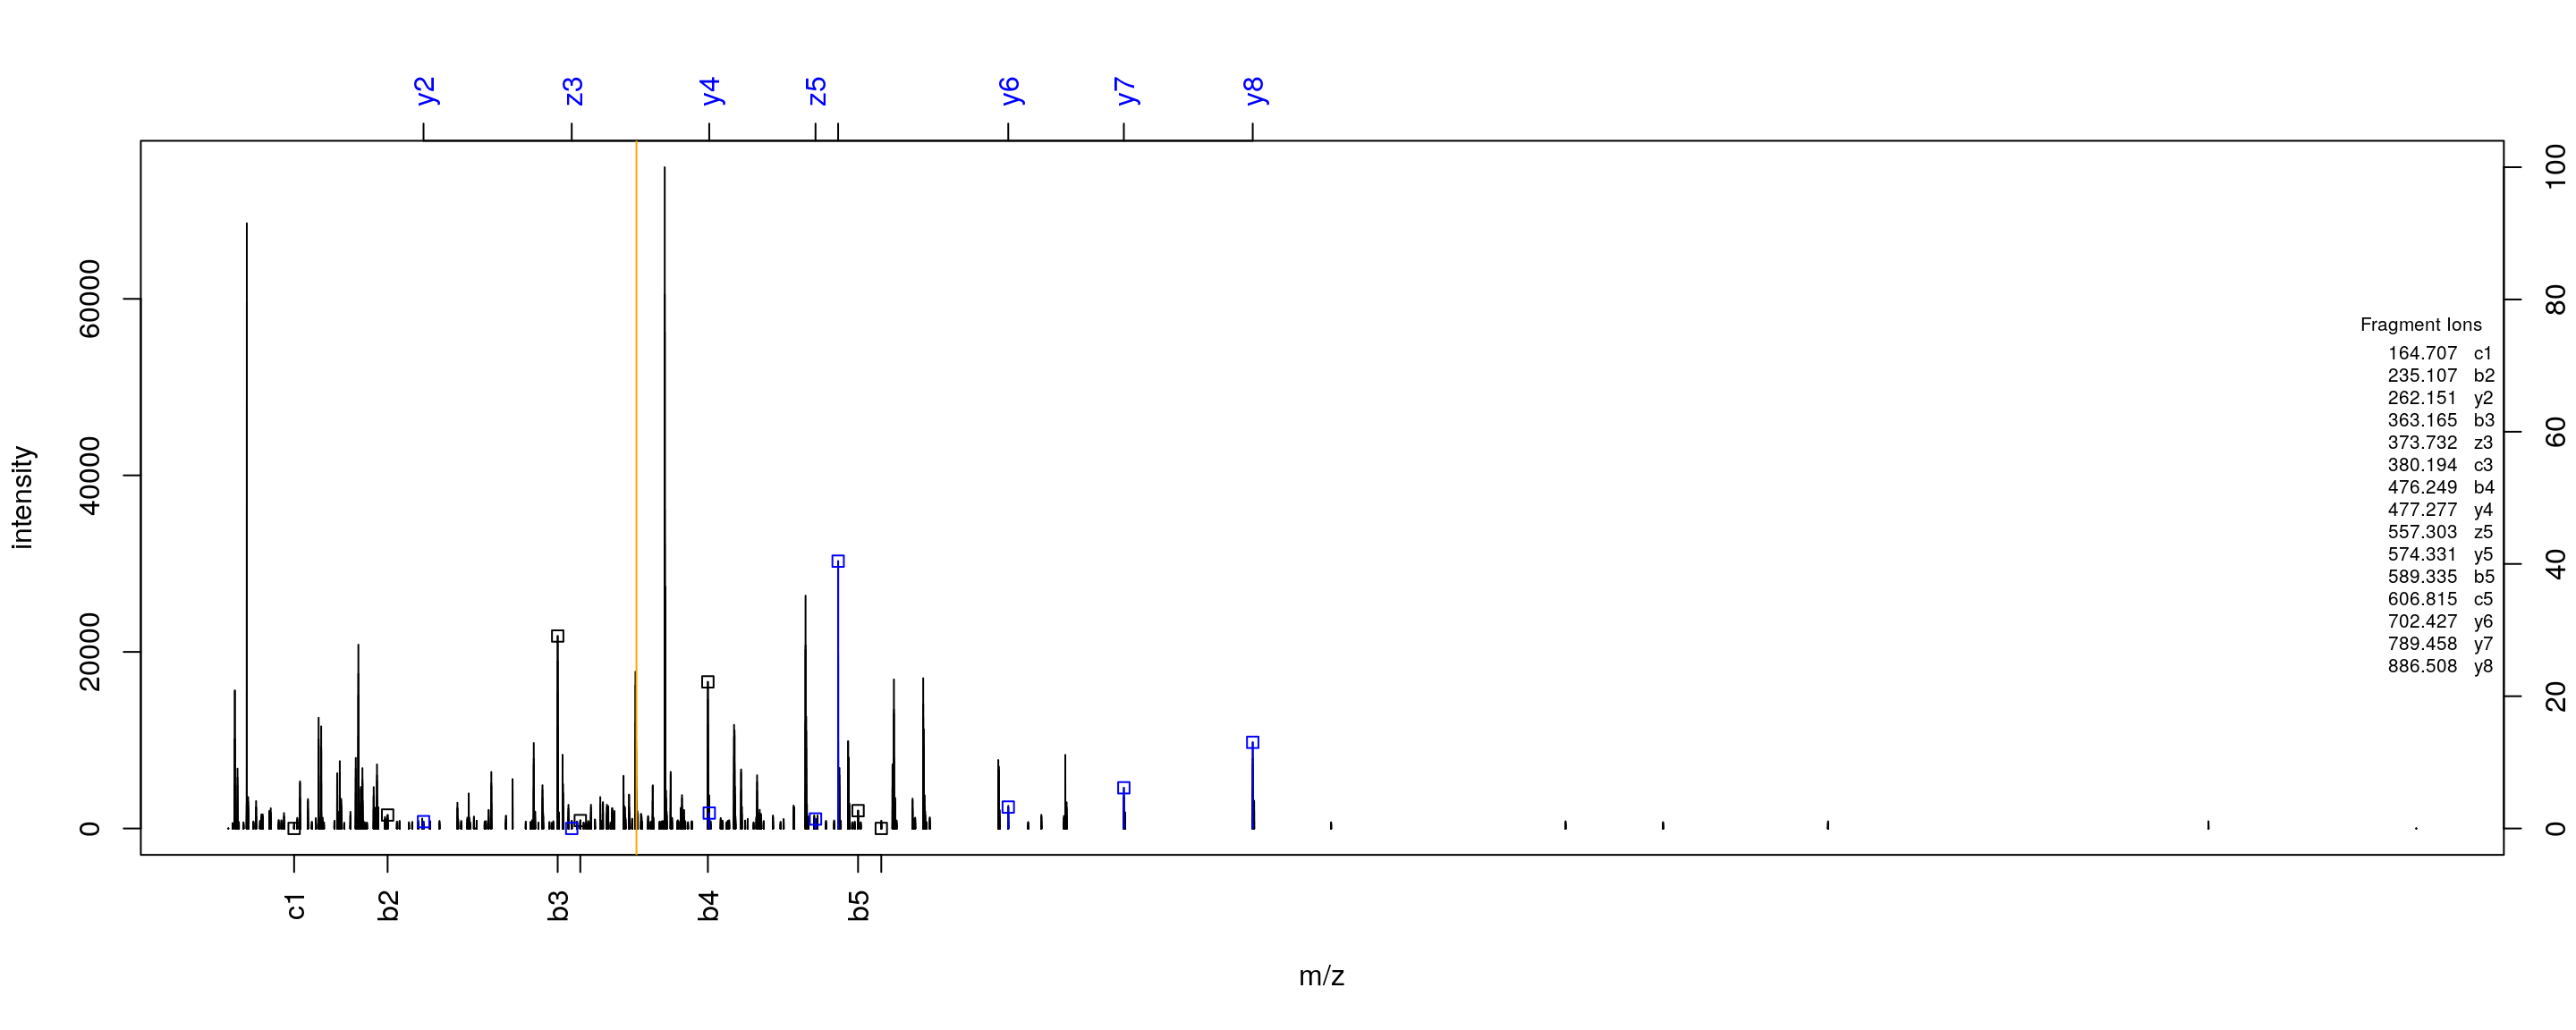 y2 z3 y4 z5 y6 y7 y8
intensity
0 20000 40000 60000
0 20 40 60 80 100
Fragment Ions
164.707 c1
235.107 b2
262.151 y2
363.165 b3
373.732 z3
380.194 c3
476.249 b4
477.277 y4
557.303 z5
574.331 y5
589.335 b5
606.815 c5
702.427 y6
789.458 y7
886.508 y8
c1 b2 b3 b4 b5
m/z